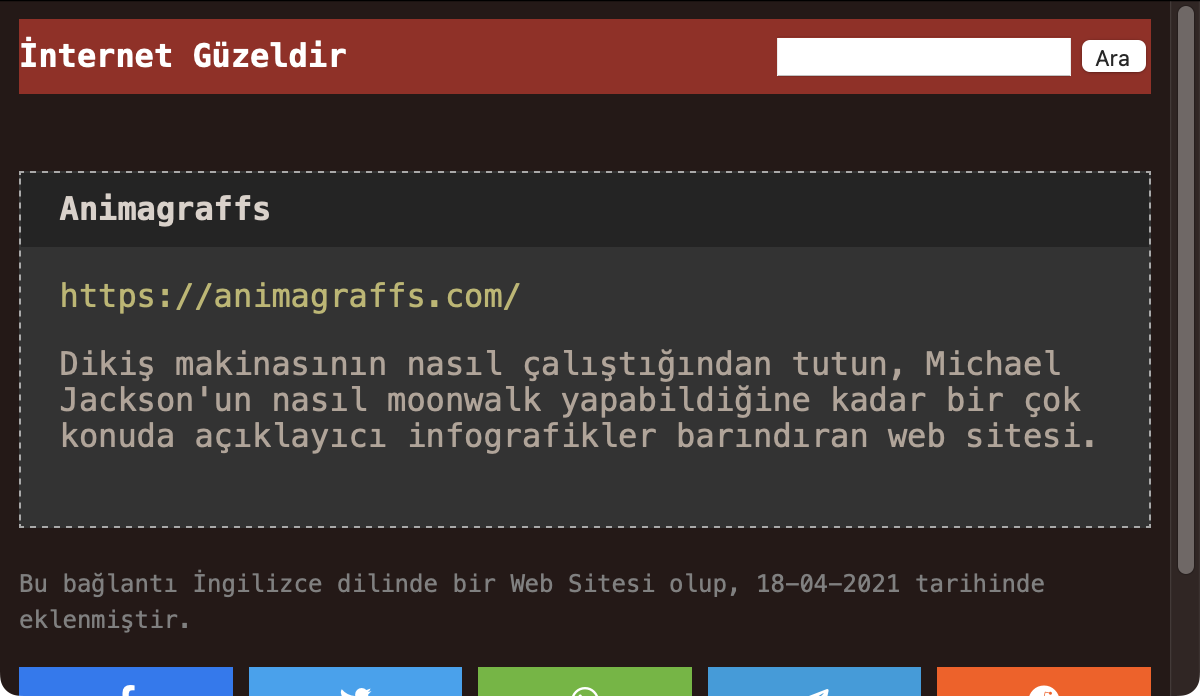 İnternet Güzeldir
Ara
Animagraffs
https://animagraffs.com/
Dikiş makinasının nasıl çalıştığından tutun, Michael
Jackson'un nasıl moonwalk yapabildiğine kadar bir çok
konuda açıklayıcı infografikler barındıran web sitesi.
Bu bağlantı İngilizce dilinde bir Web Sitesi olup, 18-04-2021 tarihinde
eklenmiştir.